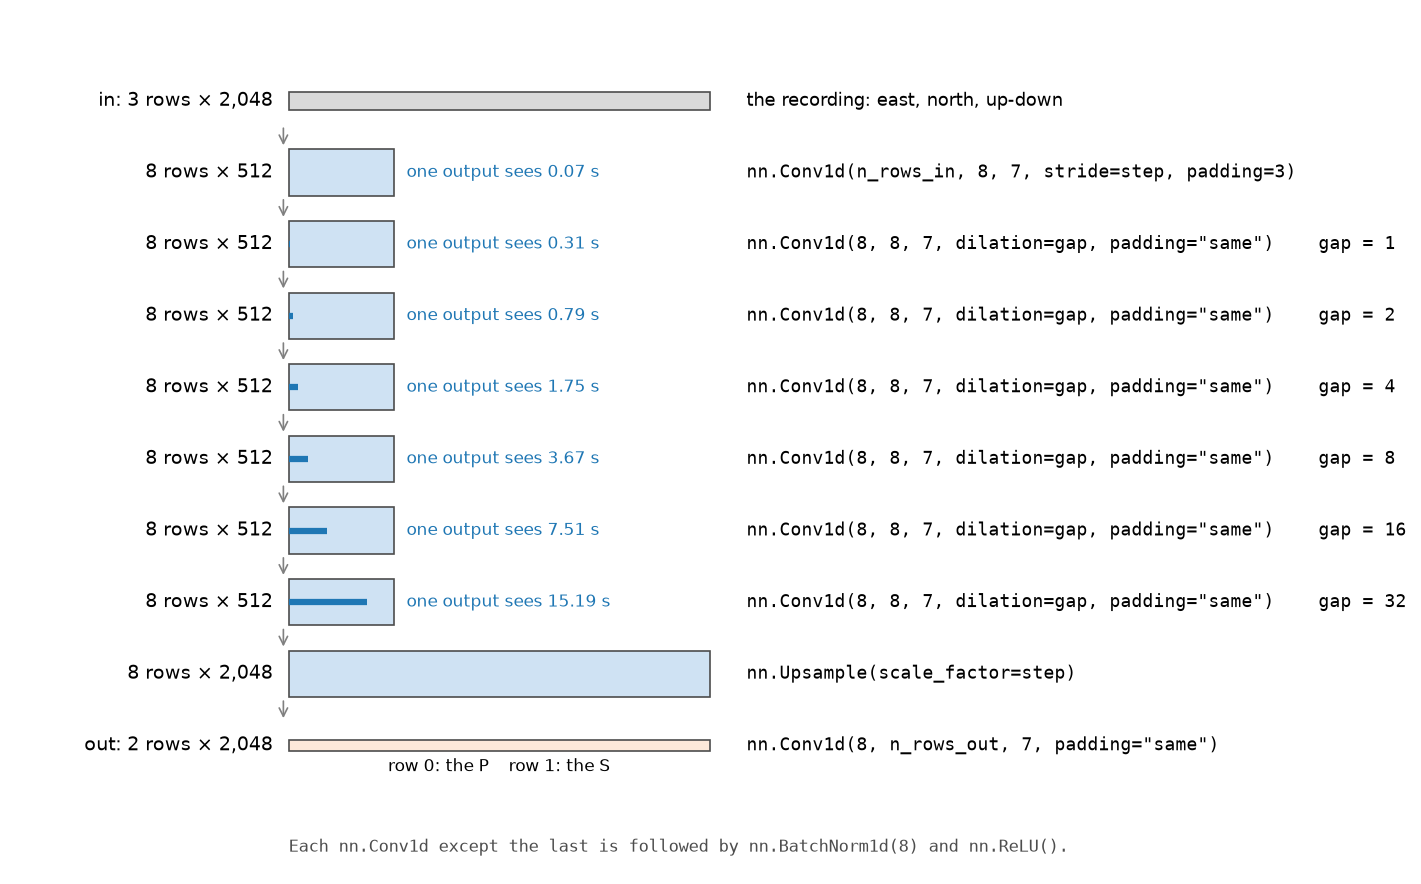 in: 3 rows × 2,048 the recording: east, north, up-down
8 rows × 512 one output sees 0.07 s nn.Conv1d(n_rows_in, 8, 7, stride=step, padding=3)
8 rows × 512 one output sees 0.31 s nn.Conv1d(8, 8, 7, dilation=gap, padding="same") gap = 1
8 rows × 512 one output sees 0.79 s nn.Conv1d(8, 8, 7, dilation=gap, padding="same") gap = 2
8 rows × 512 one output sees 1.75 s nn.Conv1d(8, 8, 7, dilation=gap, padding="same") gap = 4
8 rows × 512 one output sees 3.67 s nn.Conv1d(8, 8, 7, dilation=gap, padding="same") gap = 8
8 rows × 512 one output sees 7.51 s nn.Conv1d(8, 8, 7, dilation=gap, padding="same") gap = 16
8 rows × 512 one output sees 15.19 s nn.Conv1d(8, 8, 7, dilation=gap, padding="same") gap = 32
8 rows × 2,048 nn.Upsample(scale_factor=step)
out: 2 rows × 2,048 nn.Conv1d(8, n_rows_out, 7, padding="same")
row 0: the P row 1: the S
Each nn.Conv1d except the last is followed by nn.BatchNorm1d(8) and nn.ReLU().